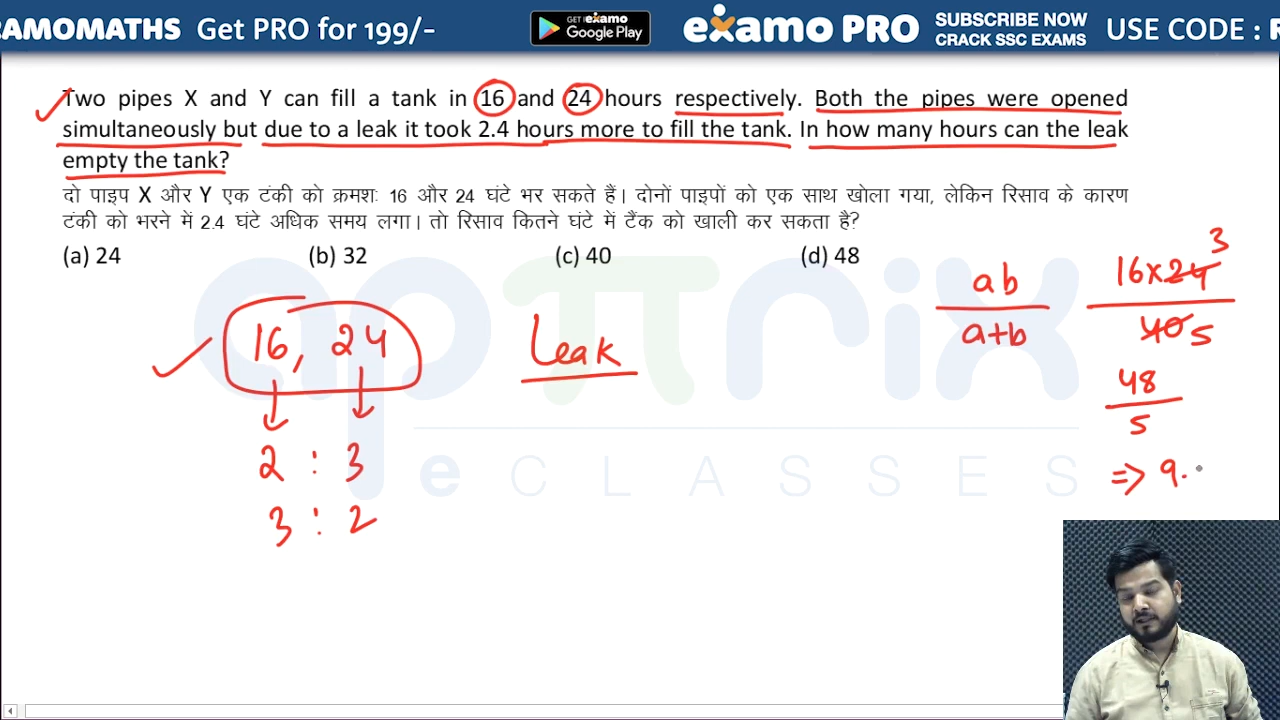 RAMOMATHS Get PRO for 199/- GET IT examo Google Play examo PRO SUBSCRIBE NOW CRACK SSC EXAMS USE CODE :
Two pipes X and Y can fill a tank in 16 and 24 hours respectively. Both the pipes were opened
simultaneously but due to a leak it took 2.4 hours more to fill the tank. In how many hours can the leak
empty the tank?
दो पाइप X और Y एक टंकी को क्रमशः 16 और 24 घंटे भर सकते हैं। दोनों पाइपों को एक साथ खोला गया, लेकिन रिसाव के कारण
टंकी को भरने में 2.4 घंटे अधिक समय लगा। तो रिसाव कितने घंटे में टैंक को खाली कर सकता है?
(a) 24 (b) 32 (c) 40 (d) 48
16, 24
2 : 3
3 : 2
Leak
ab
a+b
16×24 3
40 5
48
5
=> 9.
apπrix
eCLASSES